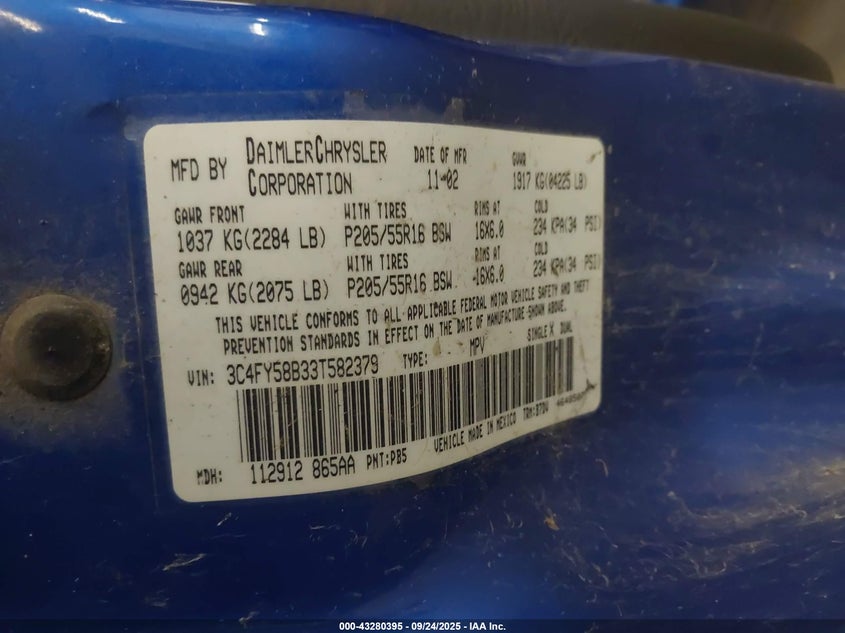 MFD BY DAIMLERCHRYSLER CORPORATION DATE OF MFR 11-02 GVWR 1917 KG(04225 LB)
GAWR FRONT WITH TIRES RIMS AT COLD
1037 KG(2284 LB) P205/55R16 BSW 16X6.0 234 KPA(34 PSI)
GAWR REAR WITH TIRES RIMS AT COLD
0942 KG(2075 LB) P205/55R16 BSW 16X6.0 234 KPA(34 PSI)
THIS VEHICLE CONFORMS TO ALL APPLICABLE FEDERAL MOTOR VEHICLE SAFETY AND THEFT
PREVENTION STANDARDS IN EFFECT ON THE DATE OF MANUFACTURE SHOWN ABOVE.
VIN: 3C4FY58B33T582379 TYPE: MPV SINGLE X DUAL
MDH: 112912 865AA PNT:PB5 VEHICLE MADE IN MEXICO
000-43280395 - 09/24/2025 - IAA Inc.